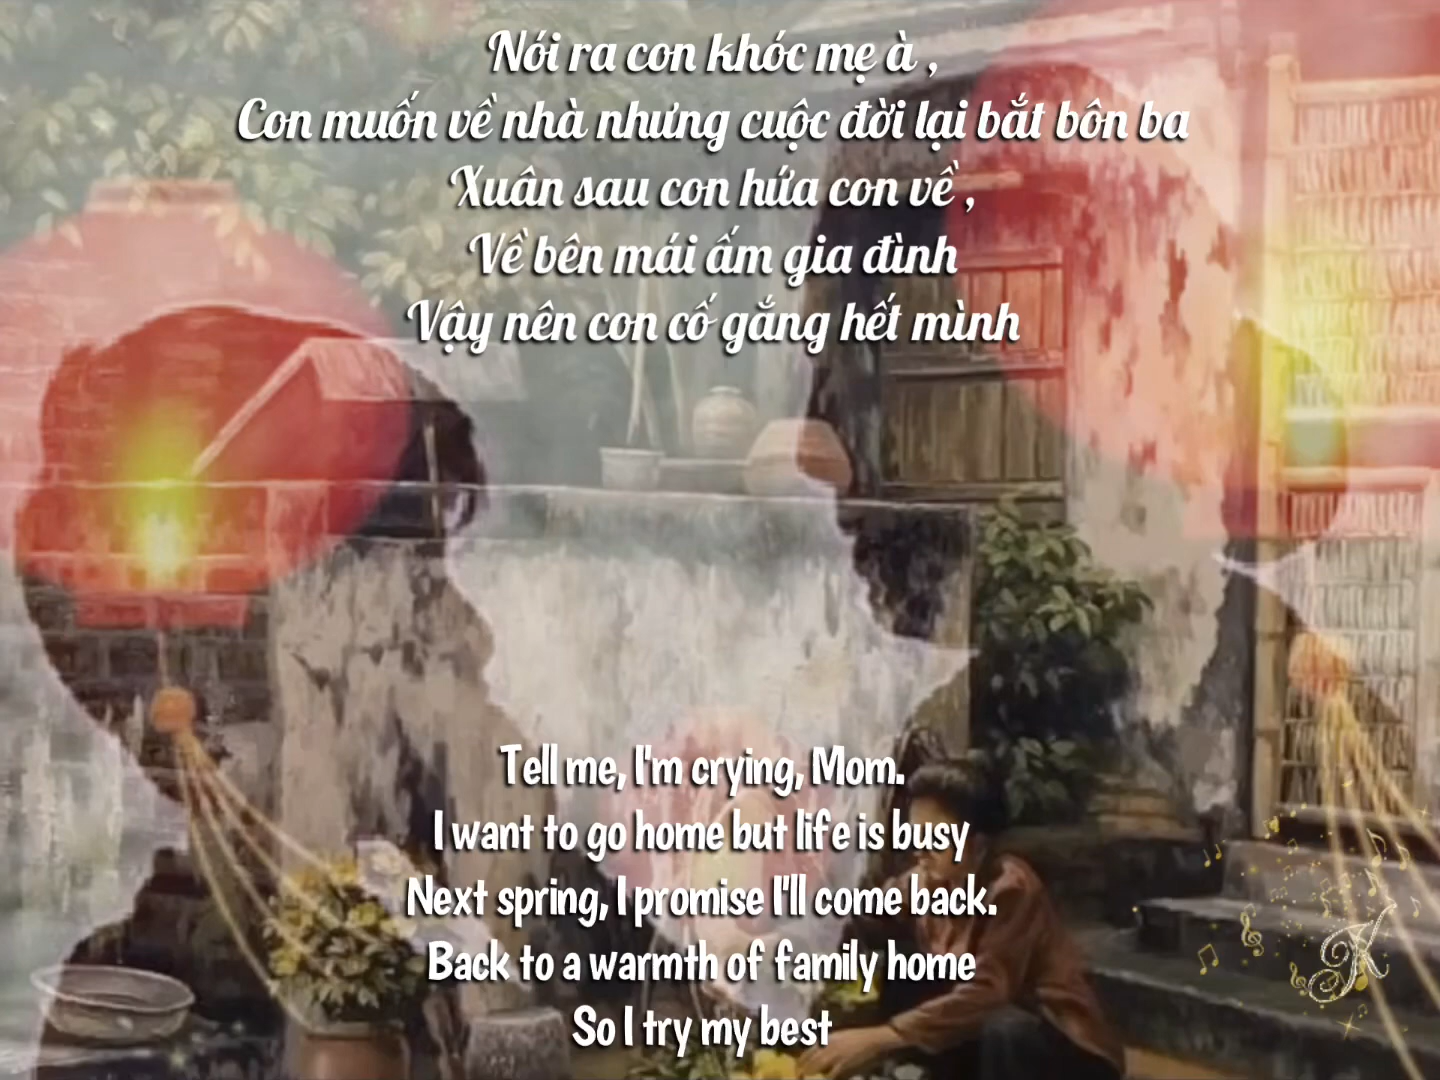 Nói ra con khóc mẹ à ,
Con muốn về nhà nhưng cuộc đời lại bắt bôn ba
Xuân sau con hứa con về ,
Về bên mái ấm gia đình
Vậy nên con cố gắng hết mình
Tell me, I'm crying, Mom.
I want to go home but life is busy
Next spring, I promise I'll come back.
Back to a warmth of family home
So I try my best
K